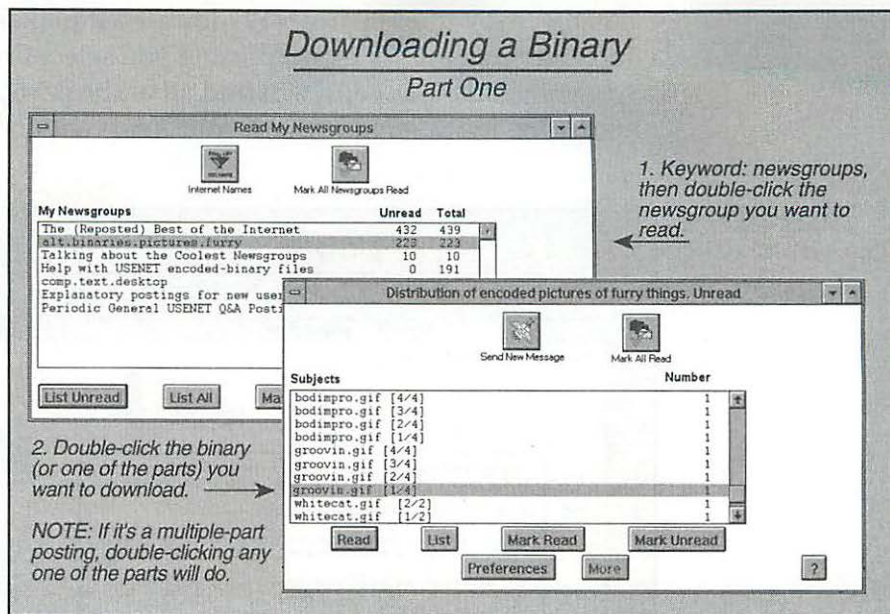 Downloading a Binary
Part One
Read My Newsgroups
Internet Names
Mark All Newsgroups Read
My Newsgroups Unread Total
The (Reposted) Best of the Internet 432 439
alt.binaries.pictures.furry 223 223
Talking about the Coolest Newsgroups 10 10
Help with USENET encoded-binary files 0 191
comp.text.desktop
Explanatory postings for new use
Periodic General USENET Q&A Posti
List Unread
List All
Ma
1. Keyword: newsgroups,
then double-click the
newsgroup you want to
read.
Distribution of encoded pictures of furry things. Unread
Send New Message
Mark All Read
Subjects Number
bodimpro.gif [4/4] 1
bodimpro.gif [3/4] 1
bodimpro.gif [2/4] 1
bodimpro.gif [1/4] 1
groovin.gif [4/4] 1
groovin.gif [3/4] 1
groovin.gif [2/4] 1
groovin.gif [1/4] 1
whitecat.gif [2/2] 1
whitecat.gif [1/2] 1
Read
List
Mark Read
Mark Unread
Preferences
More
?
2. Double-click the binary
(or one of the parts) you
want to download.
NOTE: If it's a multiple-part
posting, double-clicking any
one of the parts will do.